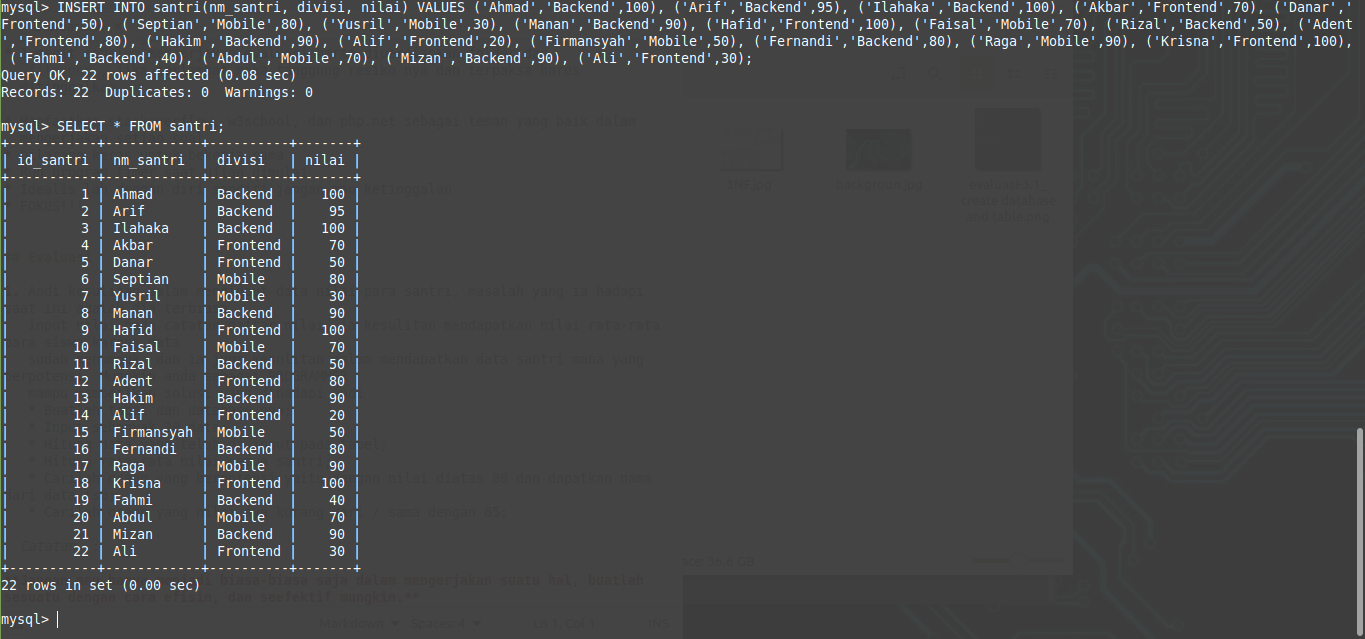 mysql> INSERT INTO santri(nm_santri, divisi, nilai) VALUES ('Ahmad','Backend',100), ('Arif','Backend',95), ('Ilahaka','Backend',100), ('Akbar','Frontend',70), ('Danar','
Frontend',50), ('Septian','Mobile',80), ('Yusril','Mobile',30), ('Manan','Backend',90), ('Hafid','Frontend',100), ('Faisal','Mobile',70), ('Rizal','Backend',50), ('Adent
','Frontend',80), ('Hakim','Backend',90), ('Alif','Frontend',20), ('Firmansyah','Mobile',50), ('Fernandi','Backend',80), ('Raga','Mobile',90), ('Krisna','Frontend',100),
('Fahmi','Backend',40), ('Abdul','Mobile',70), ('Mizan','Backend',90), ('Ali','Frontend',30);
Query OK, 22 rows affected (0.08 sec)
Records: 22  Duplicates: 0  Warnings: 0
mysql> SELECT * FROM santri;
+-----------+------------+----------+-------+
| id_santri | nm_santri  | divisi   | nilai |
+-----------+------------+----------+-------+
|         1 | Ahmad      | Backend  |   100 |
|         2 | Arif       | Backend  |    95 |
|         3 | Ilahaka    | Backend  |   100 |
|         4 | Akbar      | Frontend |    70 |
|         5 | Danar      | Frontend |    50 |
|         6 | Septian    | Mobile   |    80 |
|         7 | Yusril     | Mobile   |    30 |
|         8 | Manan      | Backend  |    90 |
|         9 | Hafid      | Frontend |   100 |
|        10 | Faisal     | Mobile   |    70 |
|        11 | Rizal      | Backend  |    50 |
|        12 | Adent      | Frontend |    80 |
|        13 | Hakim      | Backend  |    90 |
|        14 | Alif       | Frontend |    20 |
|        15 | Firmansyah | Mobile   |    50 |
|        16 | Fernandi   | Backend  |    80 |
|        17 | Raga       | Mobile   |    90 |
|        18 | Krisna     | Frontend |   100 |
|        19 | Fahmi      | Backend  |    40 |
|        20 | Abdul      | Mobile   |    70 |
|        21 | Mizan      | Backend  |    90 |
|        22 | Ali        | Frontend |    30 |
+-----------+------------+----------+-------+
22 rows in set (0.00 sec)
mysql>